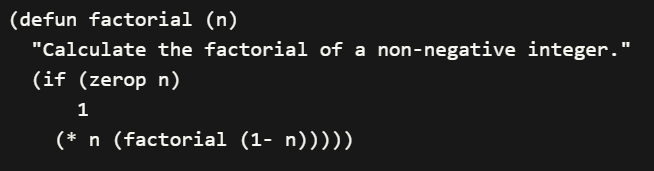 (defun factorial (n)
  "Calculate the factorial of a non-negative integer."
  (if (zerop n)
      1
    (* n (factorial (1- n)))))